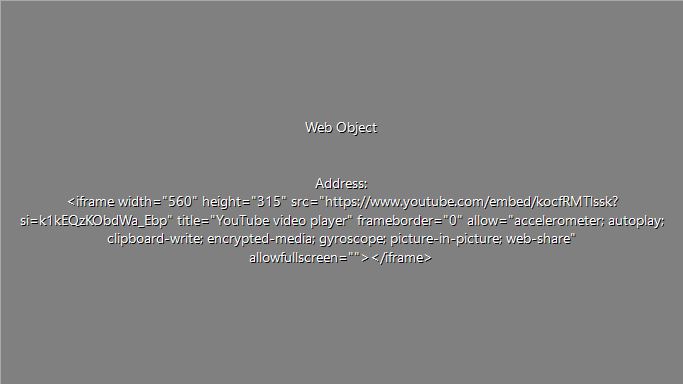 Web Object
Address:
<iframe width="560" height="315" src="https://www.youtube.com/embed/kocfRMTIssk?
si=k1kEQzKObdWa_Ebp" title="YouTube video player" frameborder="0" allow="accelerometer; autoplay;
clipboard-write; encrypted-media; gyroscope; picture-in-picture; web-share"
allowfullscreen=""></iframe>